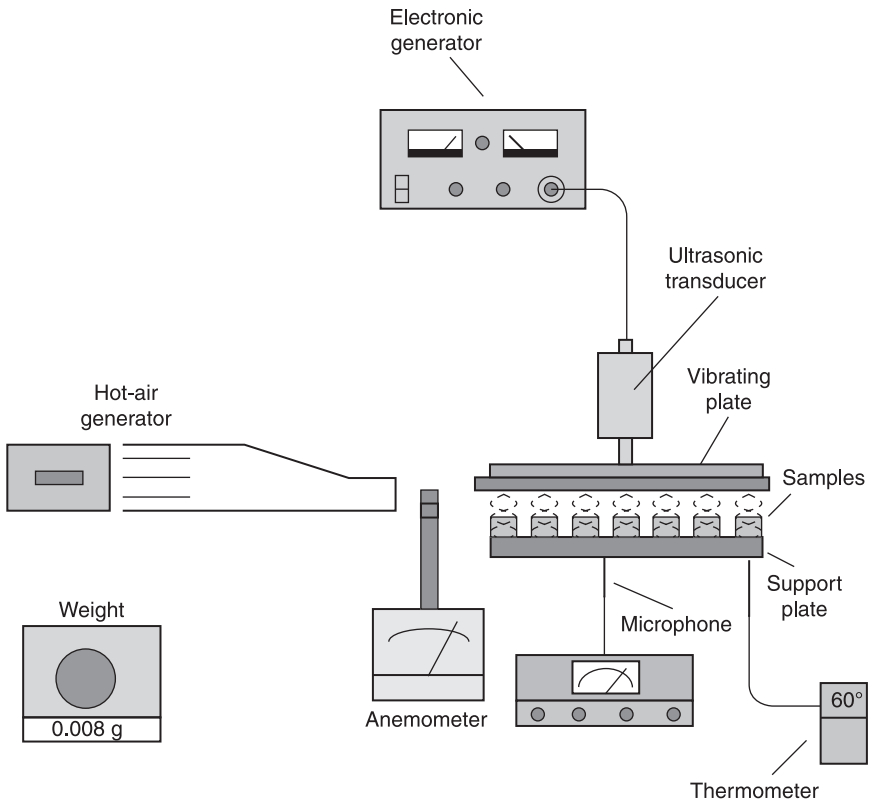 Electronic
generator
Ultrasonic
transducer
Vibrating
plate
Hot-air
generator
Samples
Support
plate
Weight
Microphone
0.008 g
Anemometer
60°
Thermometer